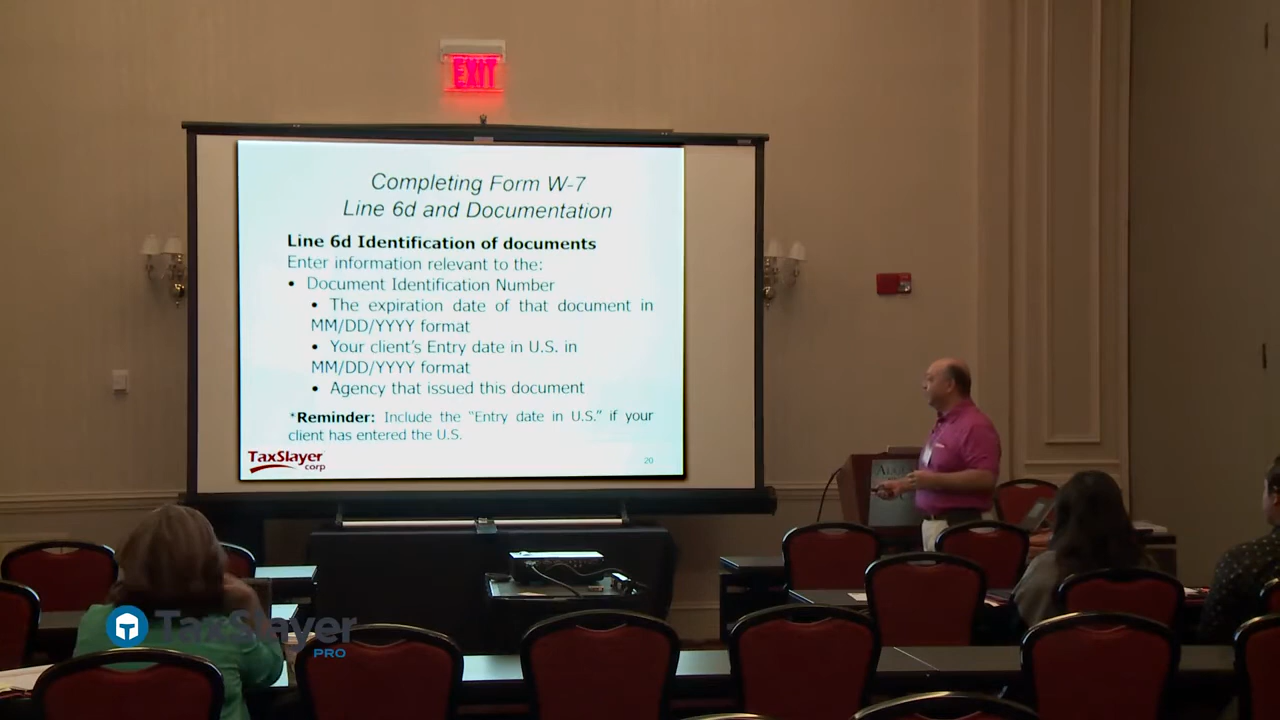 EXIT
Completing Form W-7
Line 6d and Documentation
Line 6d Identification of documents
Enter information relevant to the:
• Document Identification Number
• The expiration date of that document in
MM/DD/YYYY format
• Your client's Entry date in U.S. in
MM/DD/YYYY format
• Agency that issued this document
*Reminder: Include the "Entry date in U.S." if your
client has entered the U.S.
TaxSlayer
corp
20
TaxSlayer
PRO